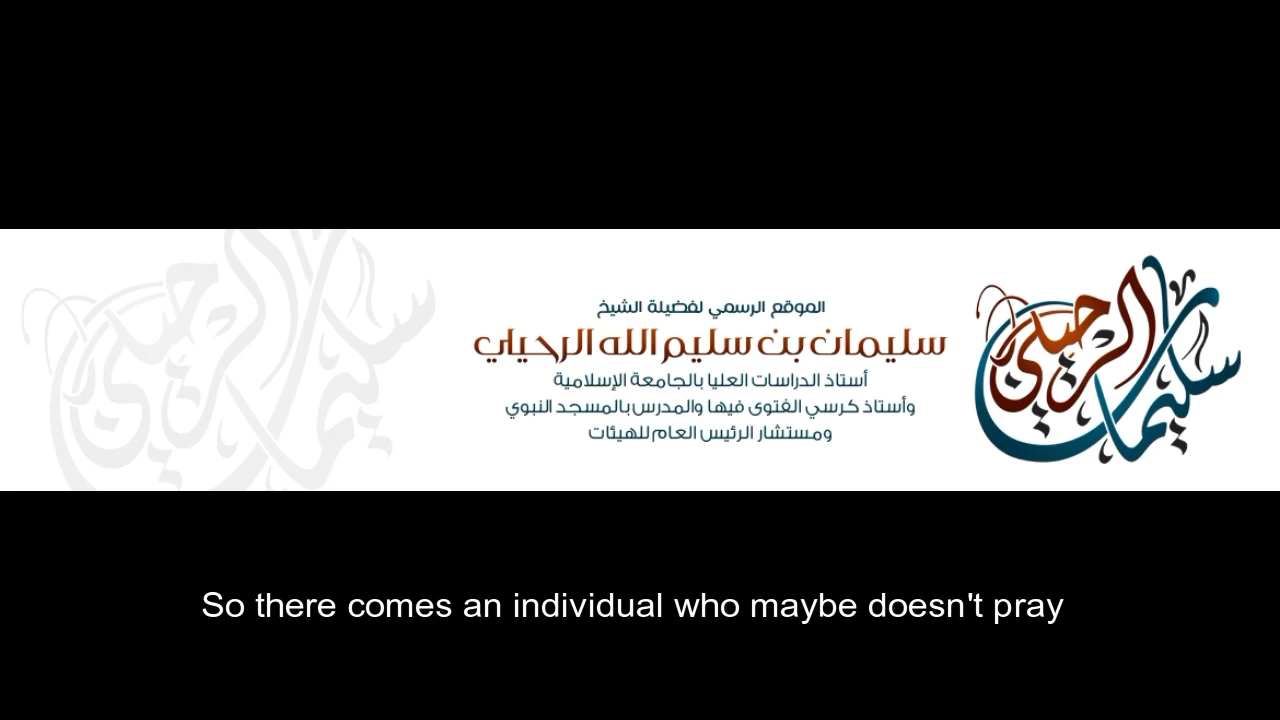 الموقع الرسمي لفضيلة الشيخ
سليمان بن سليم الله الرحيلي
أستاذ الدراسات العليا بالجامعة الإسلامية
وأستاذ كرسي الفتوى فيها والمدرس بالمسجد النبوي
ومستشار الرئيس العام للهيئات
سليمان الرحيلي
So there comes an individual who maybe doesn't pray